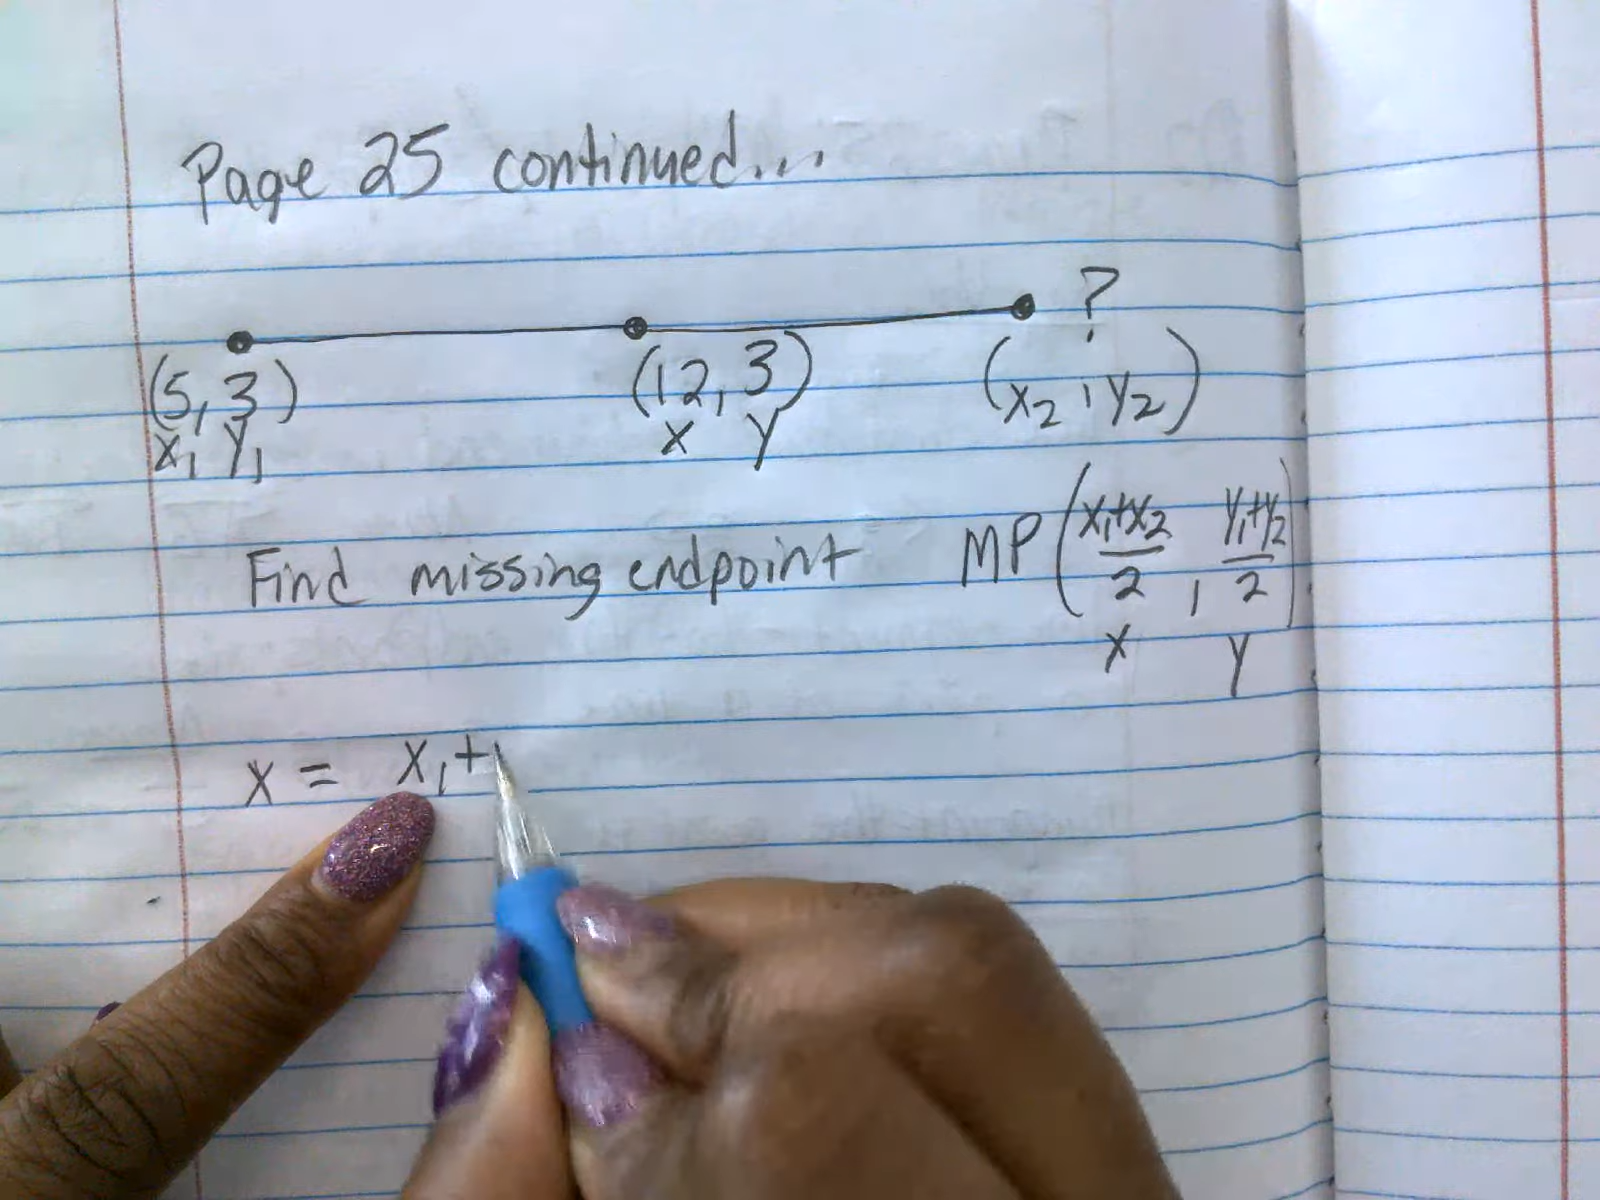 Page 25 continued...
?
(5, 3) (12, 3) (x₂, y₂)
x₁ y₁ x y
Find missing endpoint MP (x₁+x₂/2, y₁+y₂/2)
x y
x = x₁+